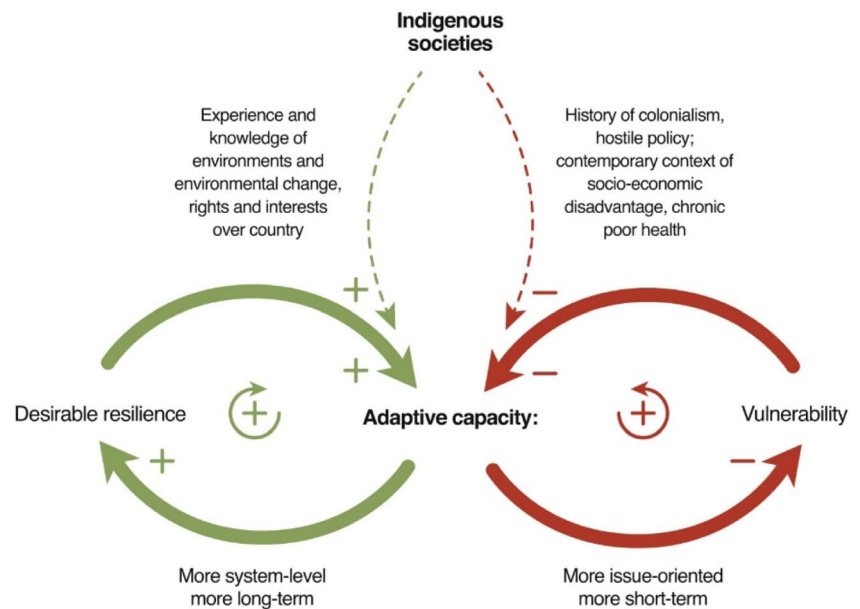 Indigenous
societies
Experience and
knowledge of
environments and
environmental change,
rights and interests
over country
History of colonialism,
hostile policy;
contemporary context of
socio-economic
disadvantage, chronic
poor health
+
−
+
−
Desirable resilience
+
Adaptive capacity:
+
Vulnerability
+
−
More system-level
more long-term
More issue-oriented
more short-term